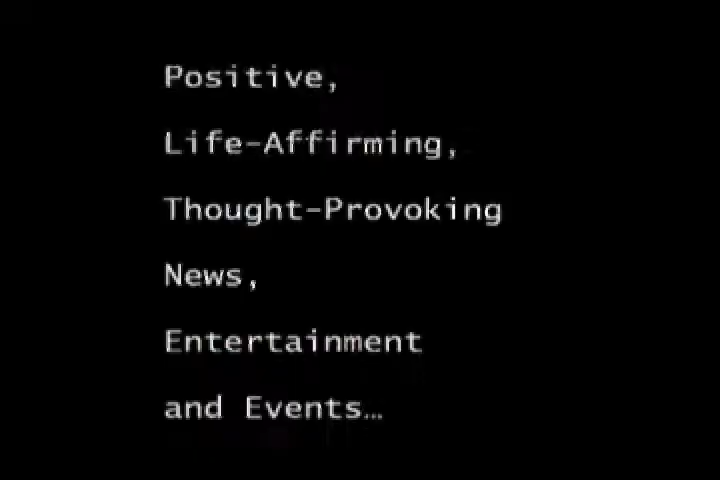 Positive,
Life-Affirming,
Thought-Provoking
News,
Entertainment
and Events…